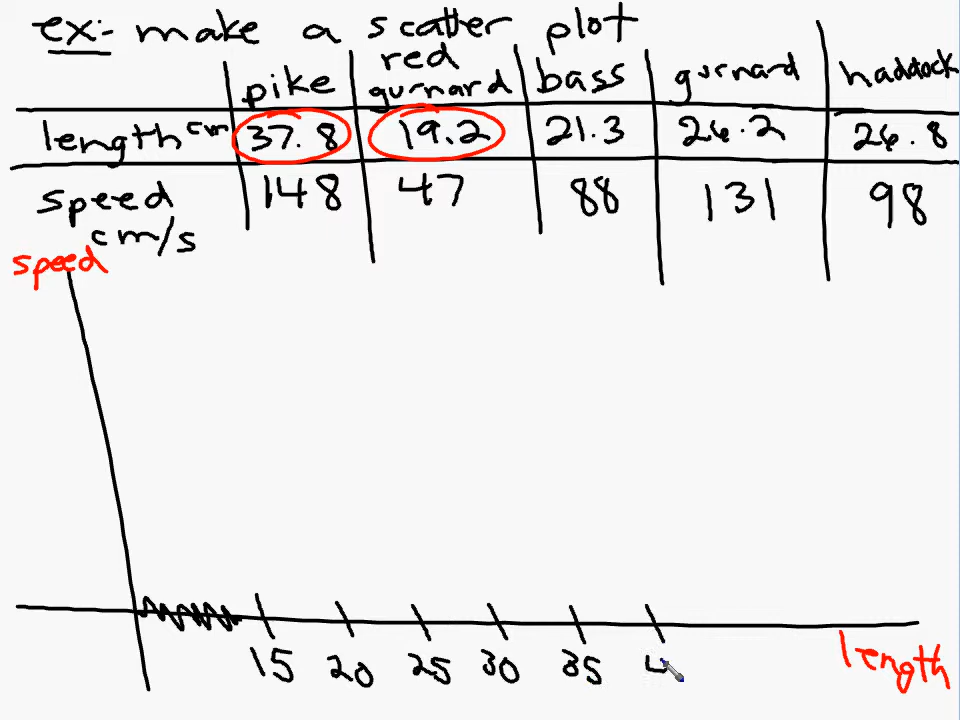 ex:- make a scatter plot
pike red gurnard bass gurnard haddock
length cm 37.8 19.2 21.3 26.2 26.8
speed cm/s 148 47 88 131 98
speed
15 20 25 30 35 4
length